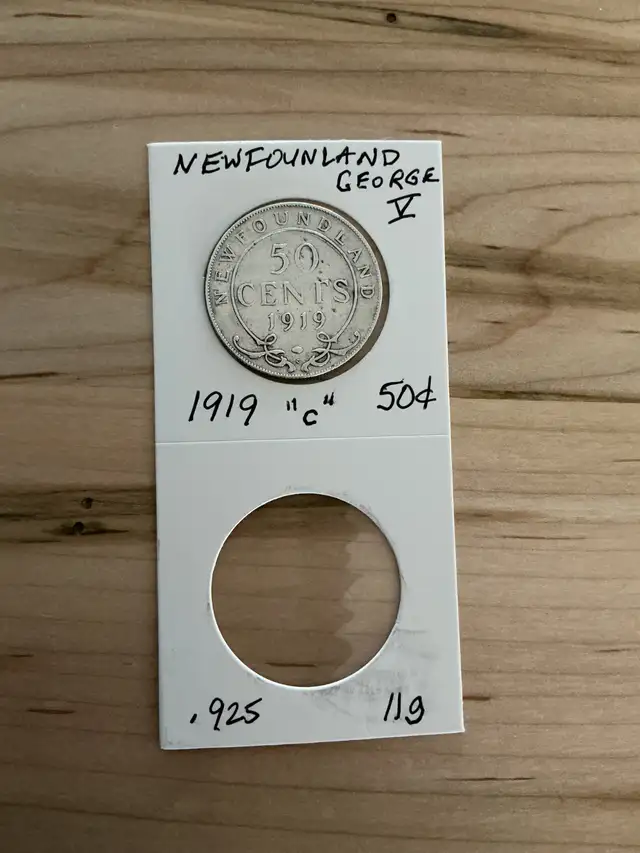 NEWFOUNLAND
GEORGE
V
NEWFOUNDLAND
50
CENTS
1919
1919 "C" 50¢
.925 11g